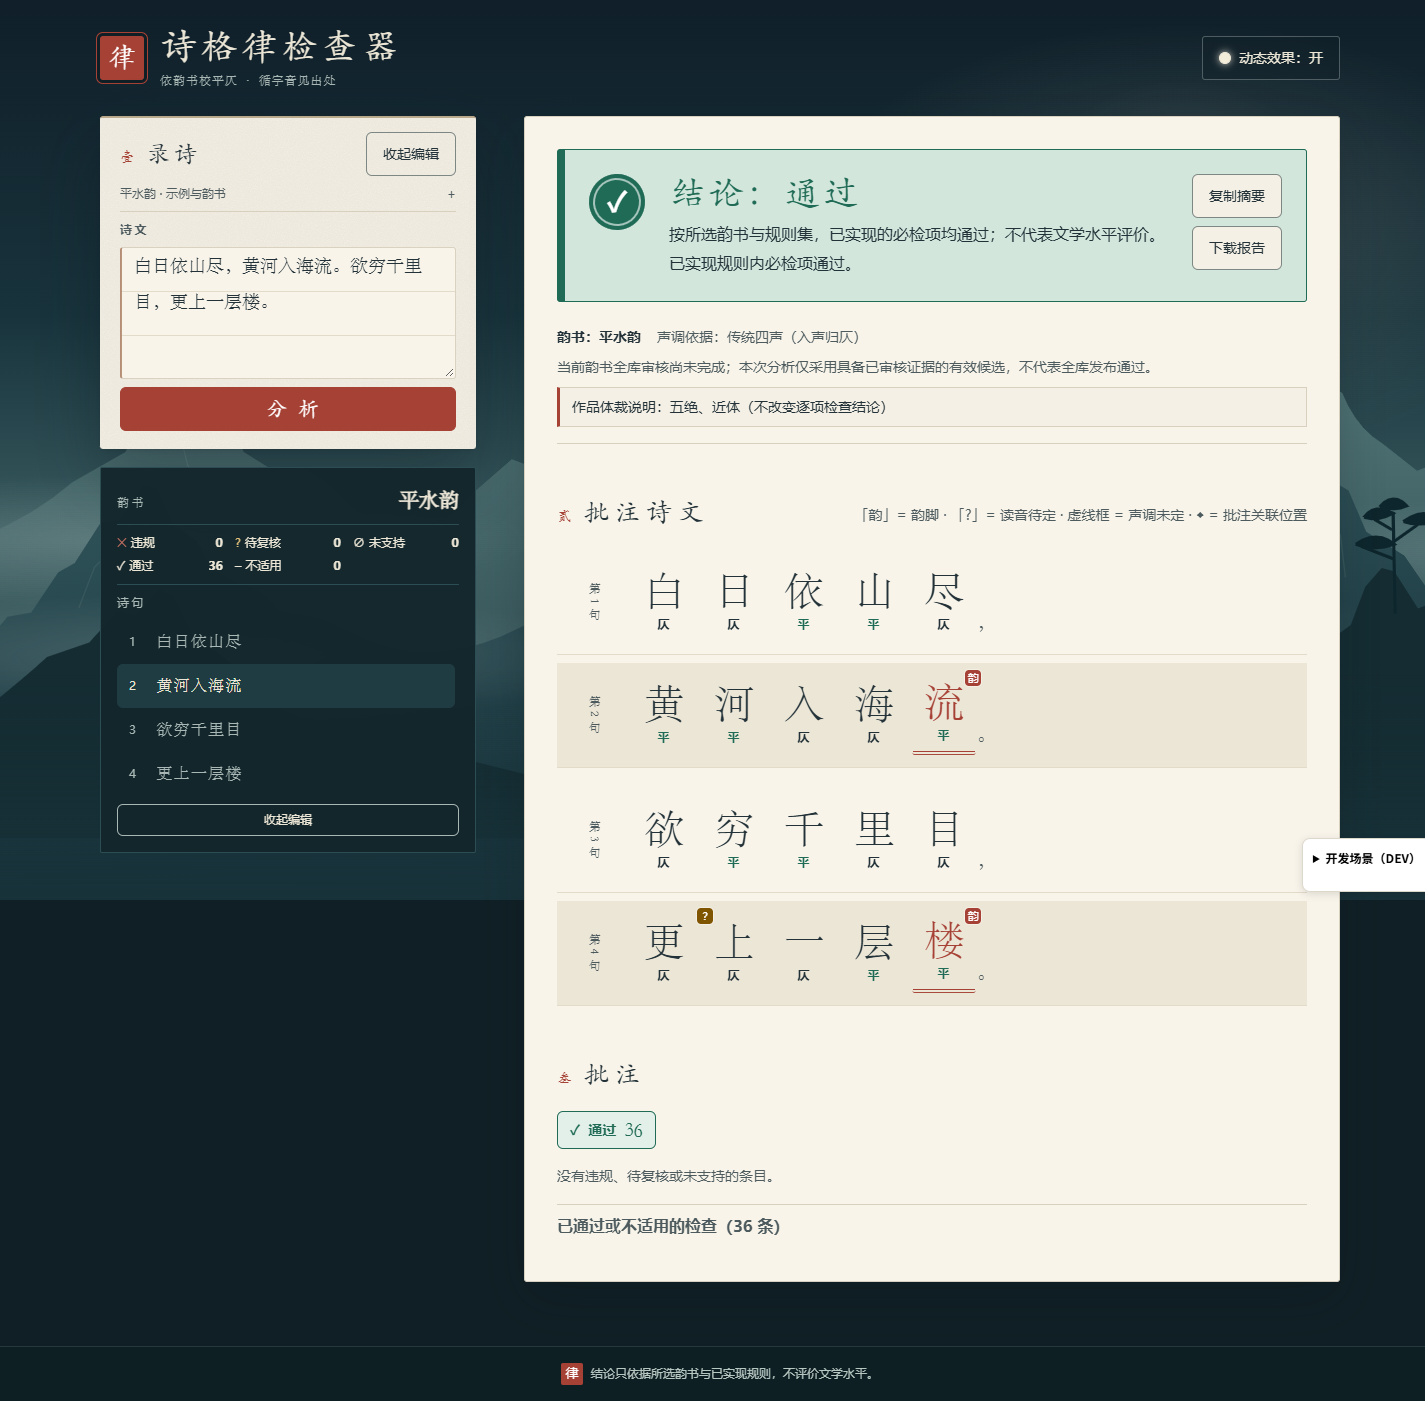 律
诗格律检查器
依韵书校平仄 · 循字音见出处
动态效果：开
壹 录诗
收起编辑
平水韵 · 示例与韵书 +
诗文
白日依山尽，黄河入海流。欲穷千里
目，更上一层楼。
分析
韵书 平水韵
✕ 违规 0 ? 待复核 0 ⊘ 未支持 0
✓ 通过 36 – 不适用 0
诗句
1 白日依山尽
2 黄河入海流
3 欲穷千里目
4 更上一层楼
收起编辑
✓ 结论：通过
按所选韵书与规则集，已实现的必检项均通过；不代表文学水平评价。
已实现规则内必检项通过。
复制摘要
下载报告
韵书：平水韵 声调依据：传统四声（入声归仄）
当前韵书全库审核尚未完成；本次分析仅采用具备已审核证据的有效候选，不代表全库发布通过。
作品体裁说明：五绝、近体（不改变逐项检查结论）
贰 批注诗文
「韵」= 韵脚 · 「?」= 读音待定 · 虚线框 = 声调未定 · ◆ = 批注关联位置
第1句
白 日 依 山 尽
仄 仄 平 平 仄 ，
第2句
黄 河 入 海 流 韵
平 平 仄 仄 平 。
第3句
欲 穷 千 里 目
仄 平 平 仄 仄 ，
第4句
更 ? 上 一 层 楼 韵
仄 仄 仄 平 平 。
叁 批注
✓ 通过 36
没有违规、待复核或未支持的条目。
已通过或不适用的检查（36 条）
▶ 开发场景（DEV）
律 结论只依据所选韵书与已实现规则，不评价文学水平。